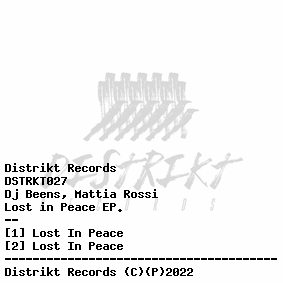 DISTRIKT
Distrikt Records
DSTRKT027
Dj Beens, Mattia Rossi
Lost in Peace EP.
--
[1] Lost In Peace
[2] Lost In Peace
----------------------------------------
Distrikt Records (C)(P)2022